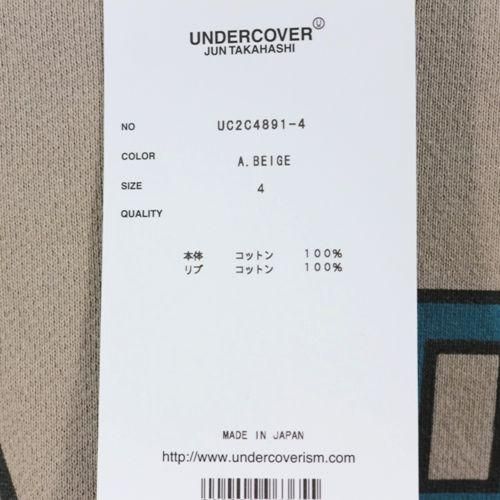 UNDERCOVER U
JUN TAKAHASHI
NO UC2C4891-4
COLOR A.BEIGE
SIZE 4
QUALITY
本体 コットン 100%
リブ コットン 100%
MADE IN JAPAN
http://www.undercoverism.com